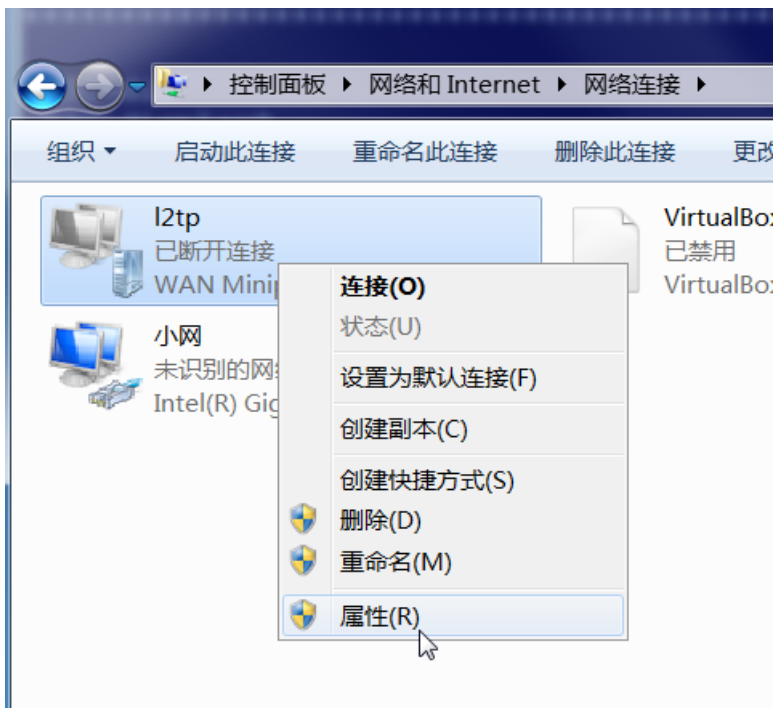 控制面板 网络和 Internet 网络连接
组织 启动此连接 重命名此连接 删除此连接
l2tp
已断开连接
WAN
VirtualBox
已禁用
VirtualBox
小网
未识别的网
Intel(R)
连接(O)
状态(U)
设置为默认连接(F)
创建副本(C)
创建快捷方式(S)
删除(D)
重命名(M)
属性(R)